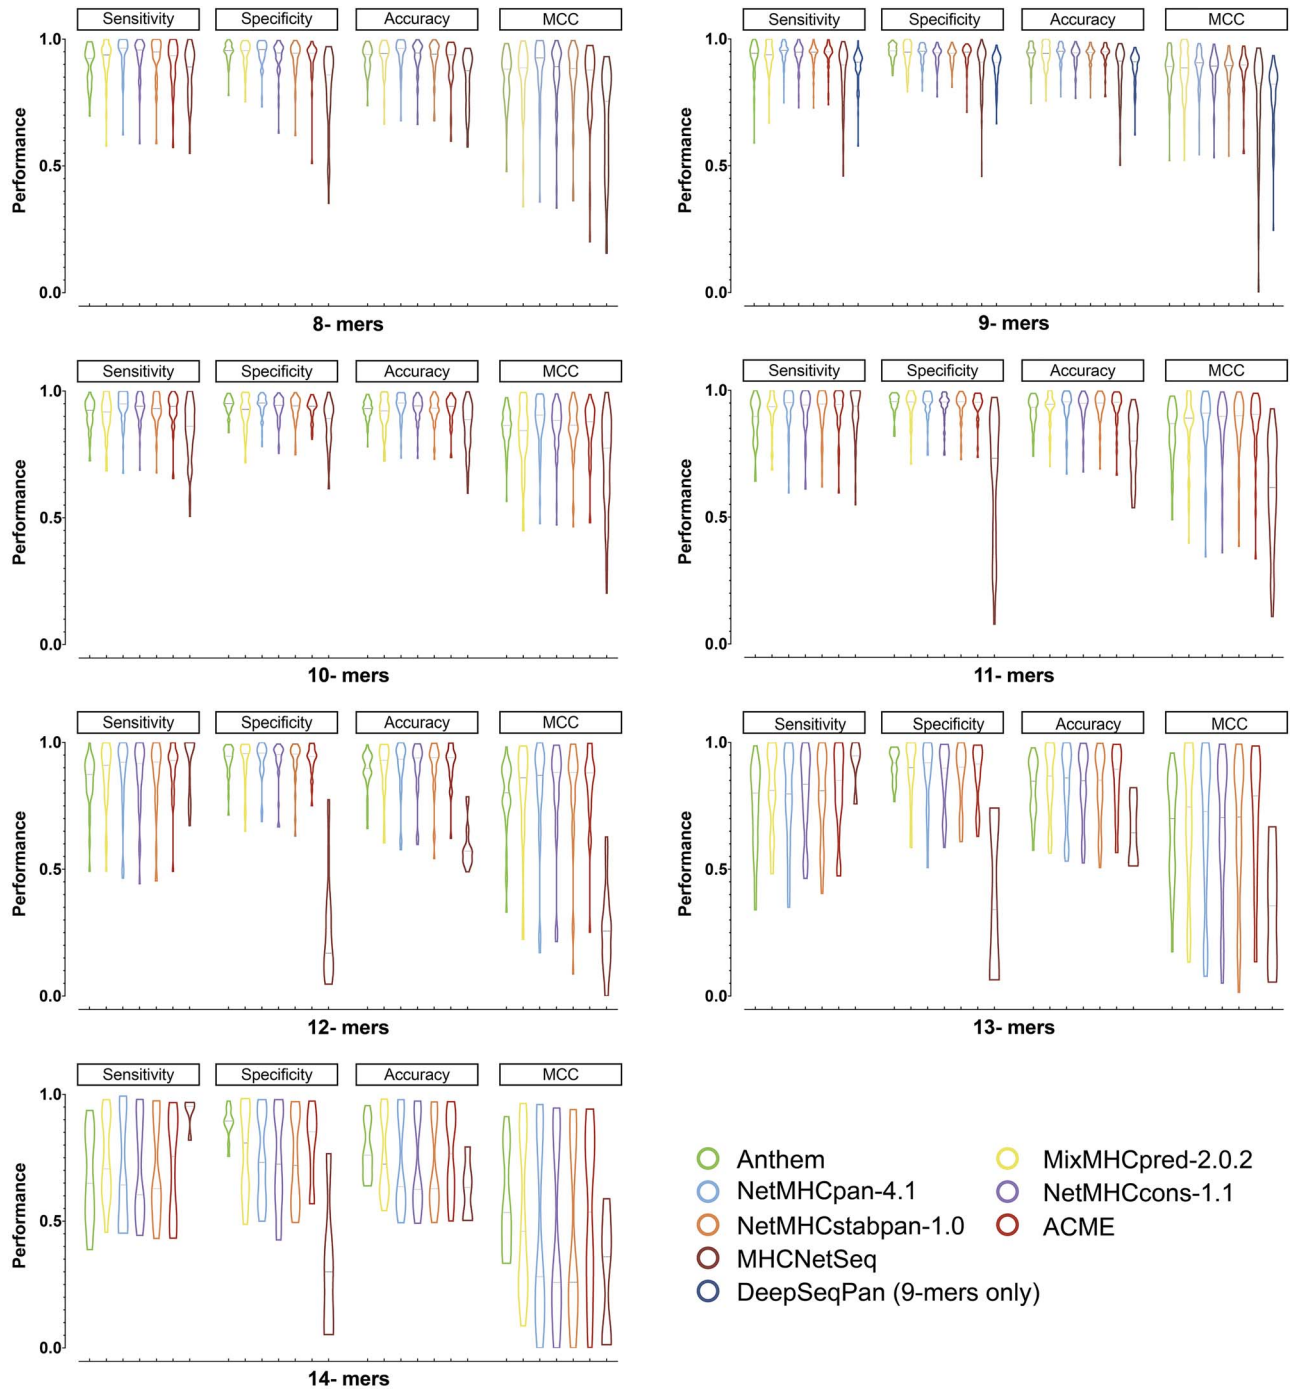 Sensitivity Specificity Accuracy MCC
1.0
0.5
0.0
Performance
8- mers
Sensitivity Specificity Accuracy MCC
1.0
0.5
0.0
Performance
9- mers
Sensitivity Specificity Accuracy MCC
1.0
0.5
0.0
Performance
10- mers
Sensitivity Specificity Accuracy MCC
1.0
0.5
0.0
Performance
11- mers
Sensitivity Specificity Accuracy MCC
1.0
0.5
0.0
Performance
12- mers
Sensitivity Specificity Accuracy MCC
1.0
0.5
0.0
Performance
13- mers
Sensitivity Specificity Accuracy MCC
1.0
0.5
0.0
Performance
14- mers
Anthem MixMHCpred-2.0.2
NetMHCpan-4.1 NetMHCcons-1.1
NetMHCstabpan-1.0 ACME
MHCNetSeq
DeepSeqPan (9-mers only)